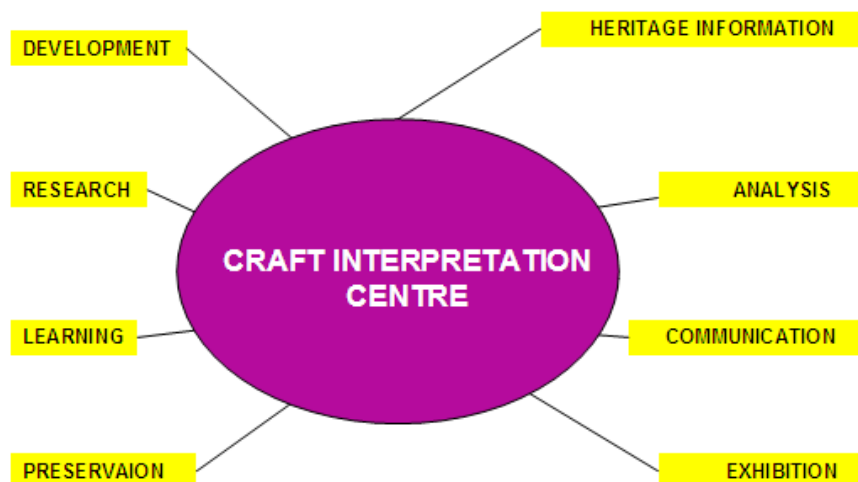 DEVELOPMENT
HERITAGE INFORMATION
RESEARCH
ANALYSIS
CRAFT INTERPRETATION
CENTRE
LEARNING
COMMUNICATION
PRESERVAION
EXHIBITION